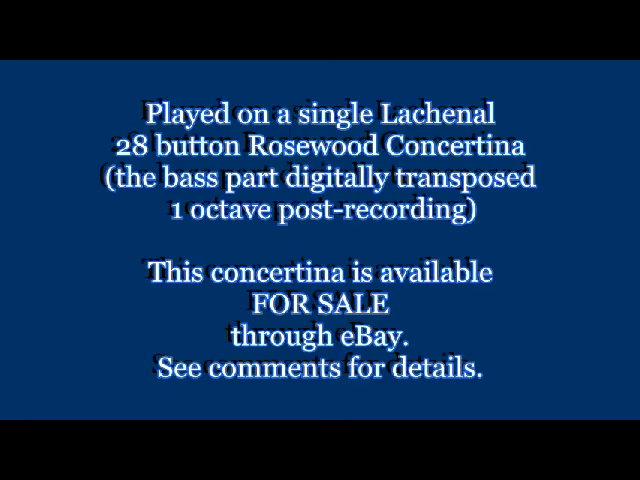 Played on a single Lachenal
28 button Rosewood Concertina
(the bass part digitally transposed
1 octave post-recording)
This concertina is available
FOR SALE
through eBay.
See comments for details.